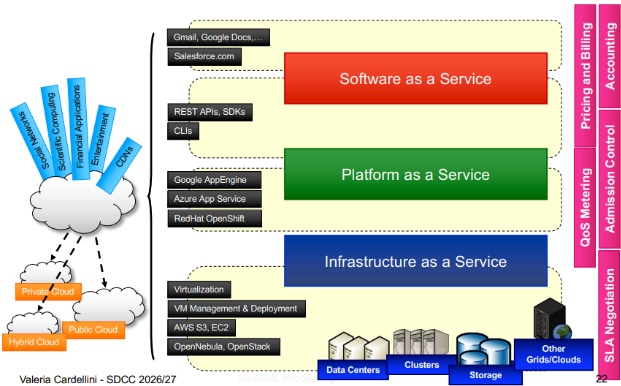 Gmail, Google Docs,…
Salesforce.com
Software as a Service
REST APIs, SDKs
CLIs
Google AppEngine
Azure App Service
RedHat OpenShift
Platform as a Service
Infrastructure as a Service
Virtualization
VM Management & Deployment
AWS S3, EC2
OpenNebula, OpenStack
Data Centers
Clusters
Storage
Other
Grids/Clouds
Social Networks
Scientific Computing
Financial Applications
Entertainment
CDNs
Private Cloud
Public Cloud
Hybrid Cloud
Pricing and Billing
Accounting
QoS Metering
Admission Control
SLA Negotiation
Valeria Cardellini - SDCC 2026/27
22